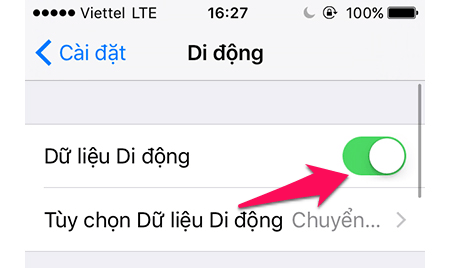 Viettel LTE 16:27 100%
Cài đặt Di động
Dữ liệu Di động
Tùy chọn Dữ liệu Di động Chuyển...